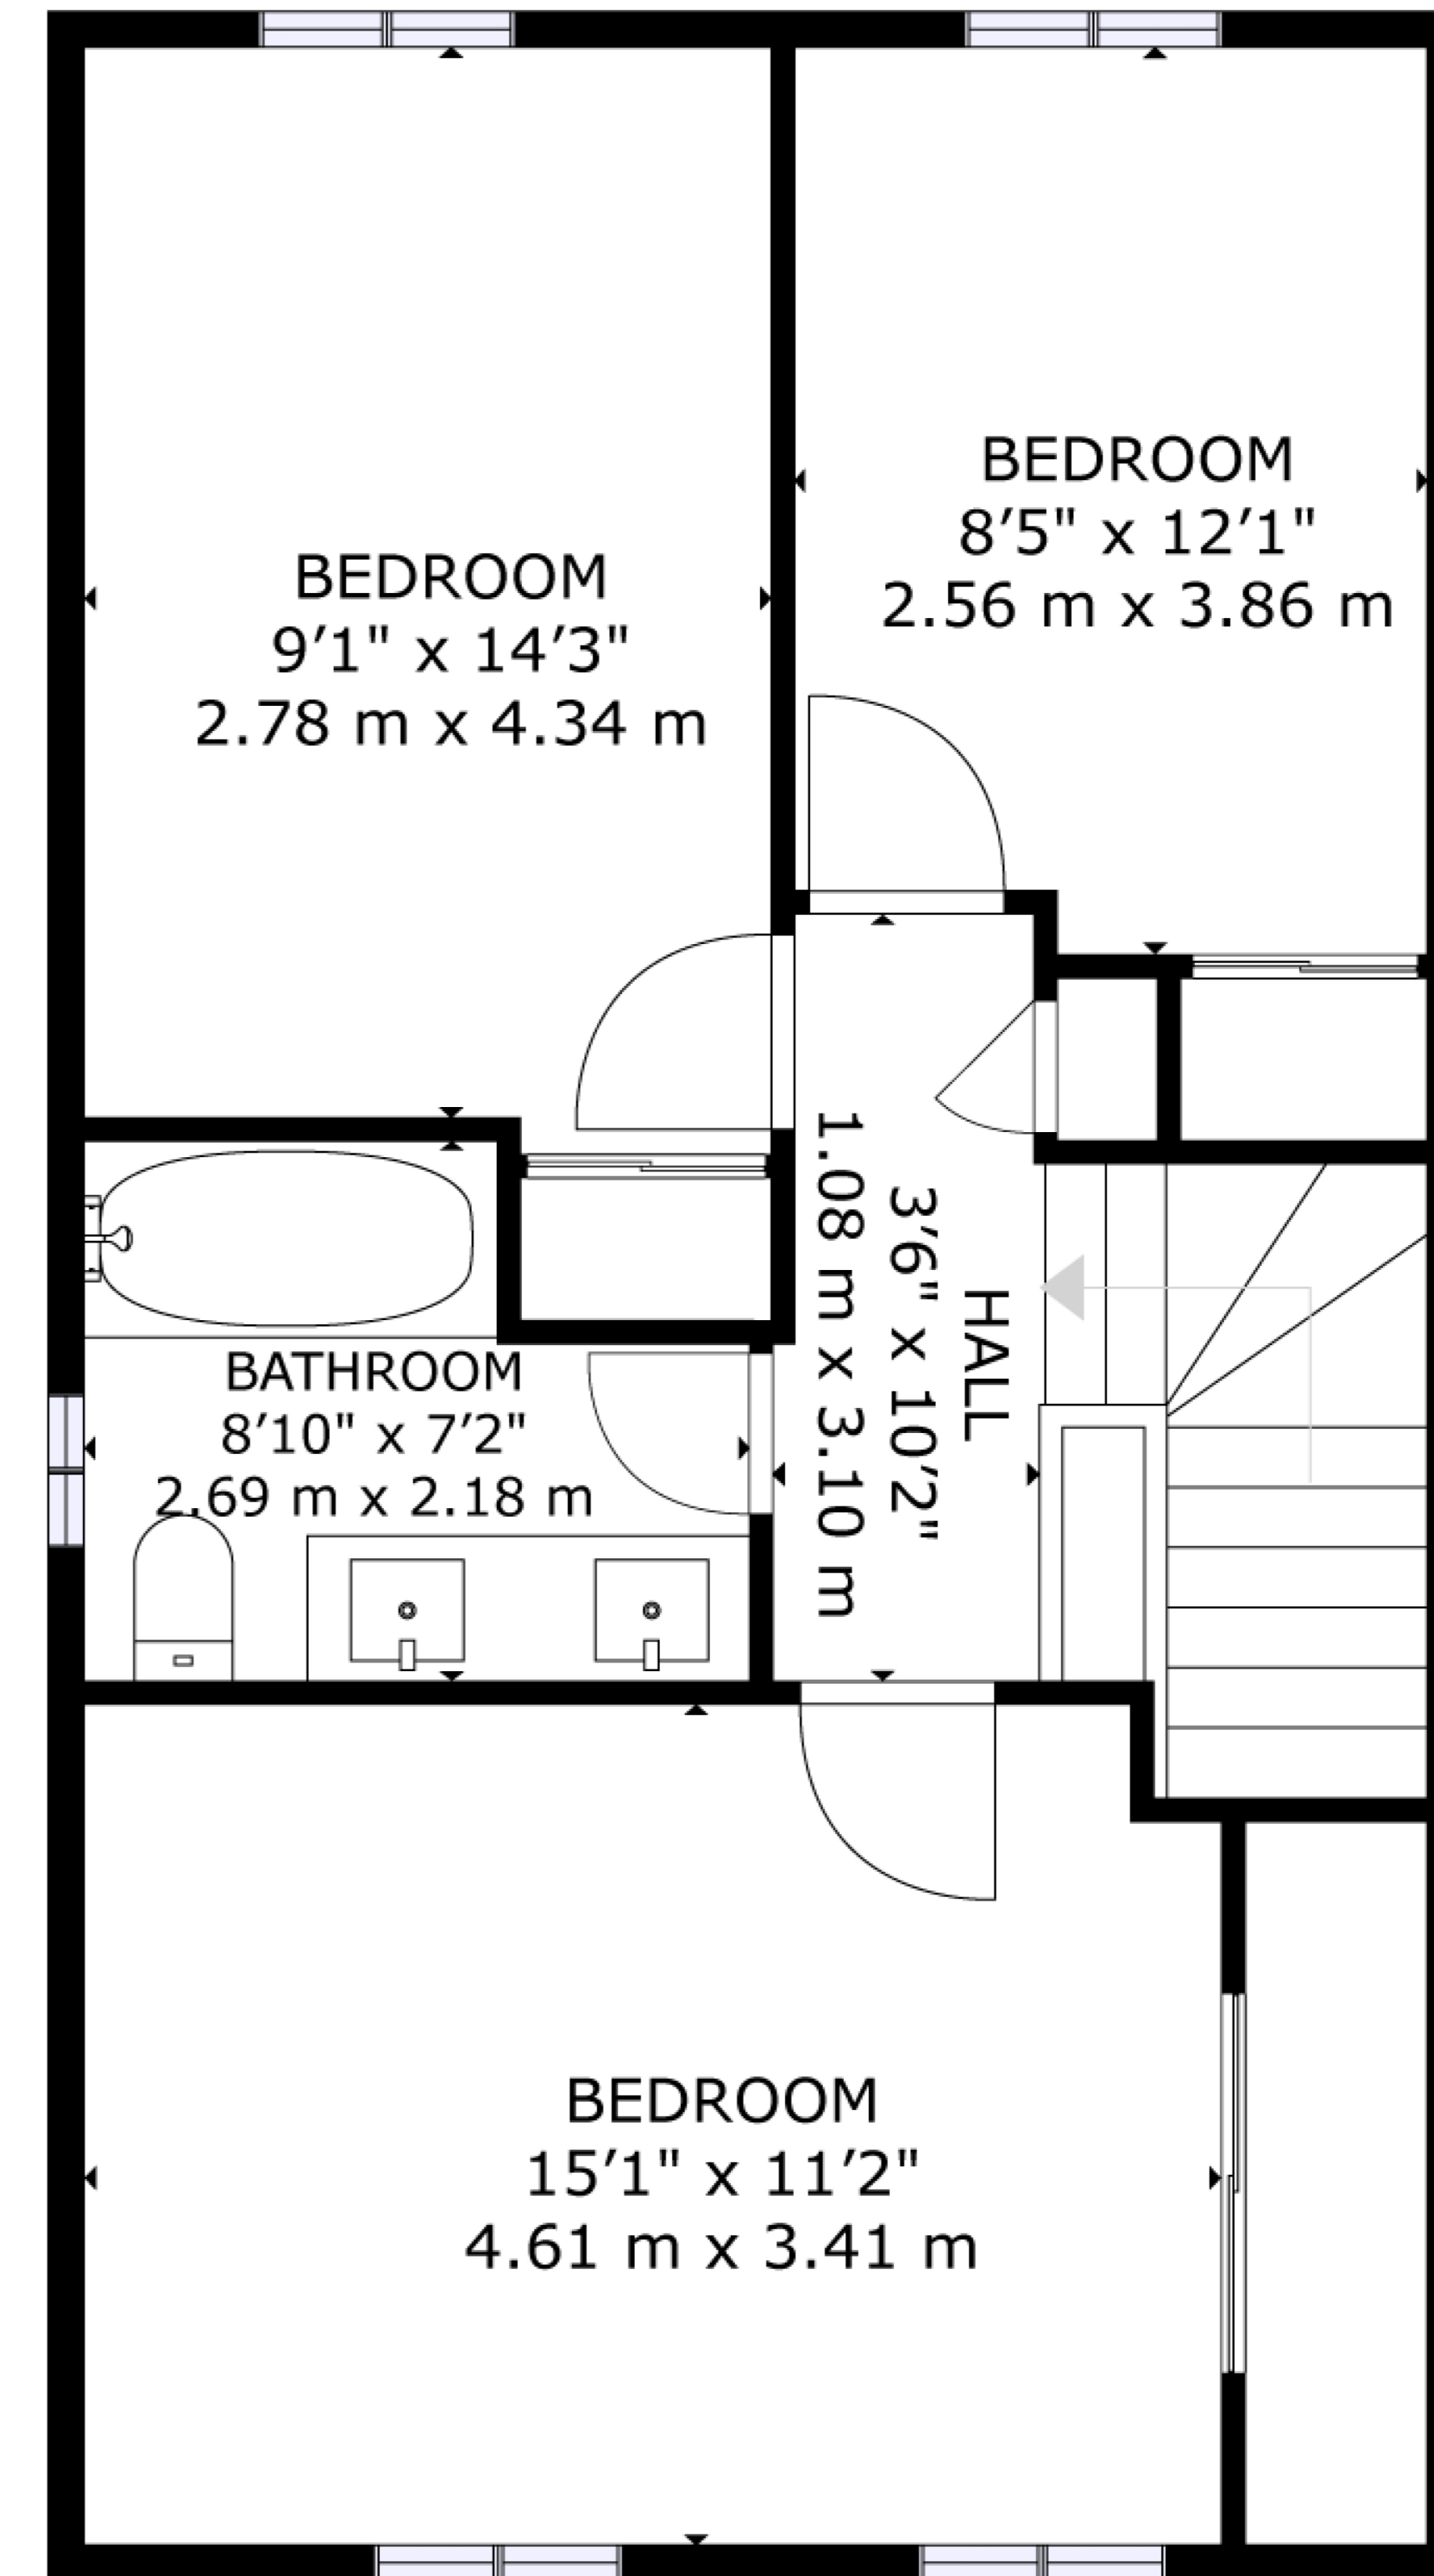 BEDROOM
8′5" x 12′1"
2.56 m x 3.86 m
BEDROOM
9′1" x 14′3"
2.78 m x 4.34 m
HALL
3′6" x 10′2"
1.08 m x 3.10 m
BATHROOM
8′10" x 7′2"
2.69 m x 2.18 m
BEDROOM
15′1" x 11′2"
4.61 m x 3.41 m